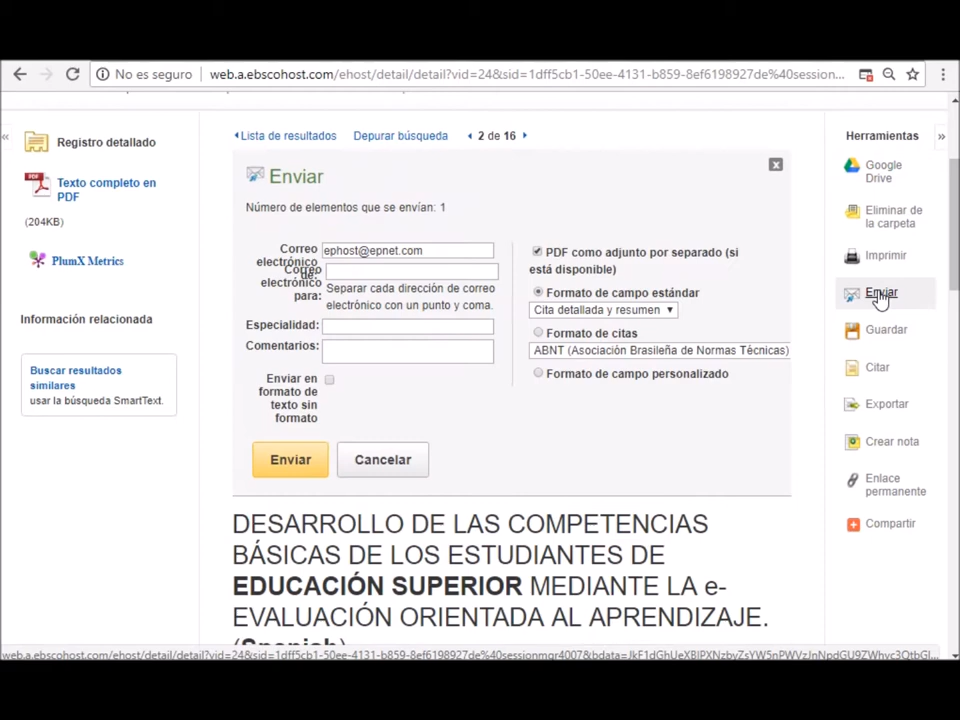 No es seguro
web.a.ebscohost.com/ehost/detail/detail?vid=24&sid=1dff5cb1-50ee-4131-b859-8ef6198927de%40session...
Registro detallado
Texto completo en
PDF
(204KB)
PlumX Metrics
Información relacionada
Buscar resultados
similares
usar la búsqueda SmartText.
Lista de resultados Depurar búsqueda 2 de 16
Enviar
Número de elementos que se envían: 1
Correo
electrónico
de:
ephost@epnet.com
Correo
electrónico
para:
Separar cada dirección de correo
electrónico con un punto y coma.
Especialidad:
Comentarios:
Enviar en
formato de
texto sin
formato
PDF como adjunto por separado (si
está disponible)
Formato de campo estándar
Cita detallada y resumen
Formato de citas
ABNT (Asociación Brasileña de Normas Técnicas)
Formato de campo personalizado
Enviar Cancelar
DESARROLLO DE LAS COMPETENCIAS
BÁSICAS DE LOS ESTUDIANTES DE
EDUCACIÓN SUPERIOR MEDIANTE LA e-
EVALUACIÓN ORIENTADA AL APRENDIZAJE.
(Spanish)
Herramientas
Google
Drive
Eliminar de
la carpeta
Imprimir
Enviar
Guardar
Citar
Exportar
Crear nota
Enlace
permanente
Compartir